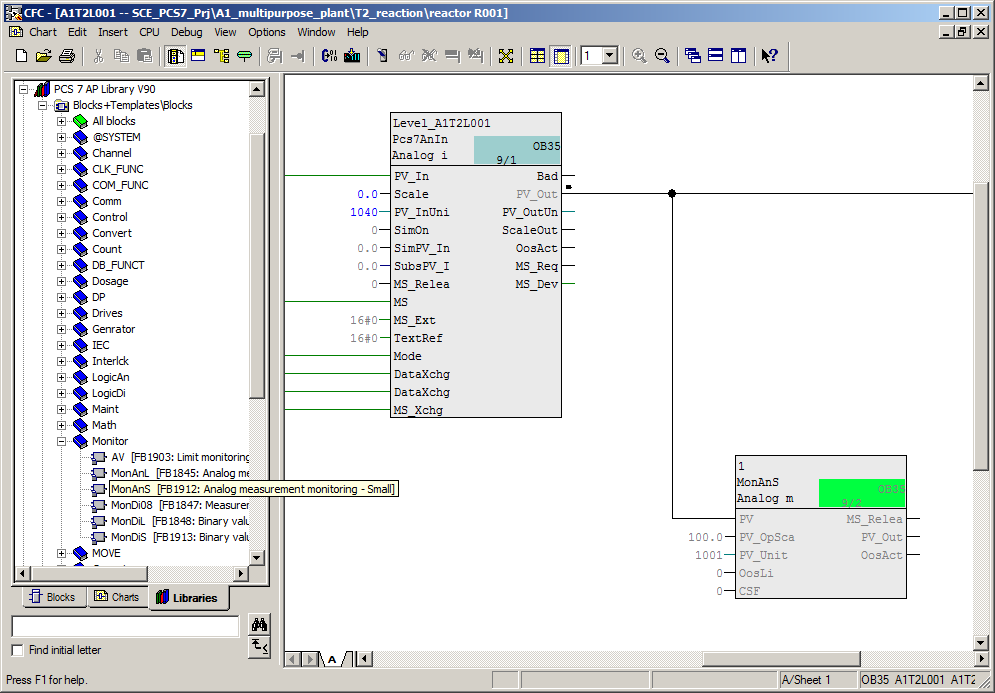 CFC - [A1T2L001 -- SCE_PCS7_Prj\A1_multipurpose_plant\T2_reaction\reactor R001]
Chart Edit Insert CPU Debug View Options Window Help
1
PCS 7 AP Library V90
Blocks+Templates\Blocks
All blocks
@SYSTEM
Channel
CLK_FUNC
COM_FUNC
Comm
Control
Convert
Count
DB_FUNCT
Dosage
DP
Drives
Genrator
IEC
Interlck
LogicAn
LogicDi
Maint
Math
Monitor
AV [FB1903: Limit monitoring
MonAnL [FB1845: Analog me
MonAnS [FB1912: Analog measurement monitoring - Small]
MonDi08 [FB1847: Measurer
MonDiL [FB1848: Binary valu
MonDiS [FB1913: Binary valu
MOVE
Blocks Charts Libraries
Find initial letter
Level_A1T2L001
Pcs7AnIn OB35
Analog i 9/1
PV_In Bad
0.0 Scale PV_Out
1040 PV_InUni PV_OutUn
0 SimOn ScaleOut
0.0 SimPV_In OosAct
0.0 SubsPV_I MS_Req
0 MS_Relea MS_Dev
MS
16#0 MS_Ext
16#0 TextRef
Mode
DataXchg
DataXchg
MS_Xchg
1
MonAnS OB35
Analog m 9/2
PV MS_Relea
100.0 PV_OpSca PV_Out
1001 PV_Unit OosAct
0 OosLi
0 CSF
A
Press F1 for help. A/Sheet 1 OB35 A1T2L001 A1T2